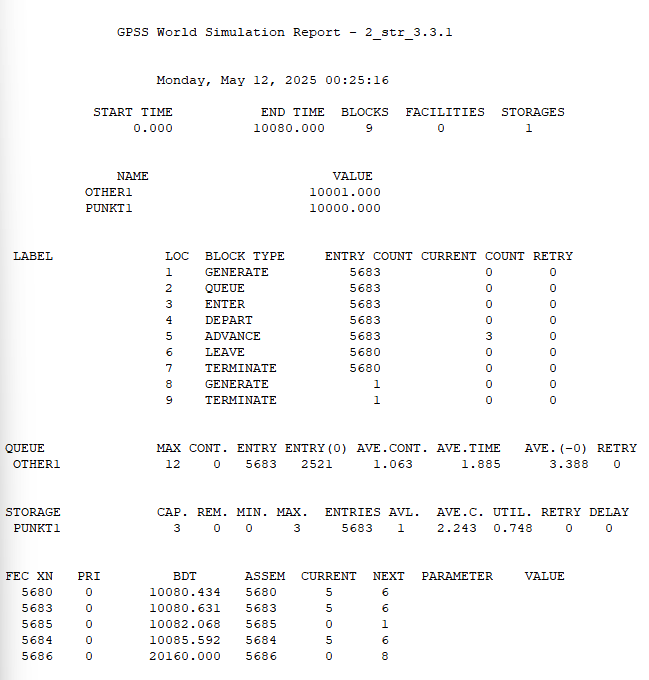 GPSS World Simulation Report - 2_str_3.3.1
Monday, May 12, 2025 00:25:16
START TIME END TIME BLOCKS FACILITIES STORAGES
0.000 10080.000 9 0 1
NAME VALUE
OTHER1 10001.000
PUNKT1 10000.000
LABEL LOC BLOCK TYPE ENTRY COUNT CURRENT COUNT RETRY
1 GENERATE 5683 0 0
2 QUEUE 5683 0 0
3 ENTER 5683 0 0
4 DEPART 5683 0 0
5 ADVANCE 5683 3 0
6 LEAVE 5680 0 0
7 TERMINATE 5680 0 0
8 GENERATE 1 0 0
9 TERMINATE 1 0 0
QUEUE MAX CONT. ENTRY ENTRY(0) AVE.CONT. AVE.TIME AVE.(-0) RETRY
OTHER1 12 0 5683 2521 1.063 1.885 3.388 0
STORAGE CAP. REM. MIN. MAX. ENTRIES AVL. AVE.C. UTIL. RETRY DELAY
PUNKT1 3 0 0 3 5683 1 2.243 0.748 0 0
FEC XN PRI BDT ASSEM CURRENT NEXT PARAMETER VALUE
5680 0 10080.434 5680 5 6
5683 0 10080.631 5683 5 6
5685 0 10082.068 5685 0 1
5684 0 10085.592 5684 5 6
5686 0 20160.000 5686 0 8